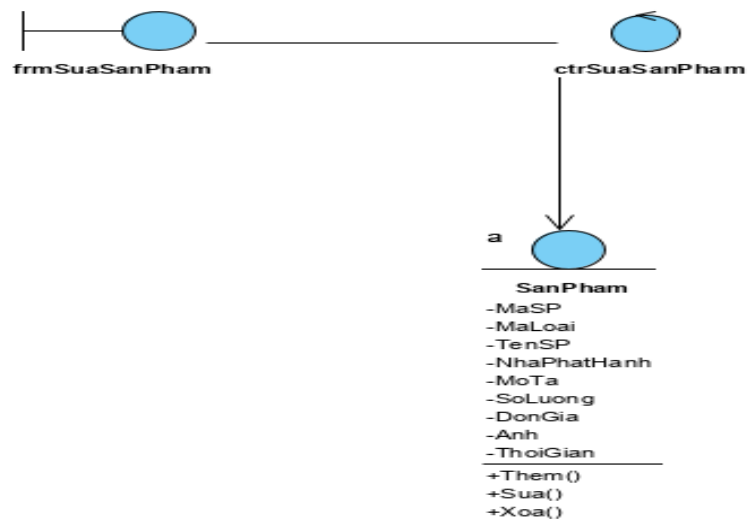 frmSuaSanPham
ctrSuaSanPham
a
SanPham
-MaSP
-MaLoai
-TenSP
-NhaPhatHanh
-MoTa
-SoLuong
-DonGia
-Anh
-ThoiGian
+Them()
+Sua()
+Xoa()